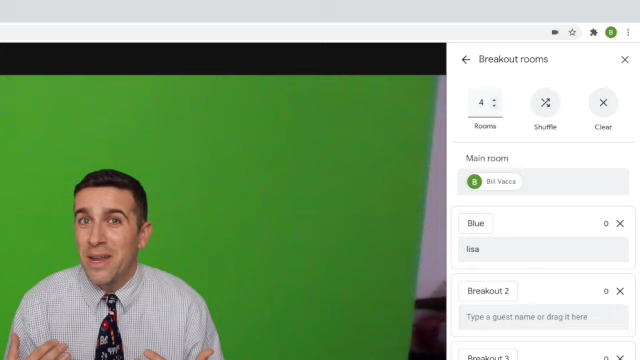 B
Breakout rooms
4
Rooms
Shuffle
Clear
Main room
B Bill Vacca
Blue 0
lisa
Breakout 2 0
Type a guest name or drag it here
Breakout 3 0